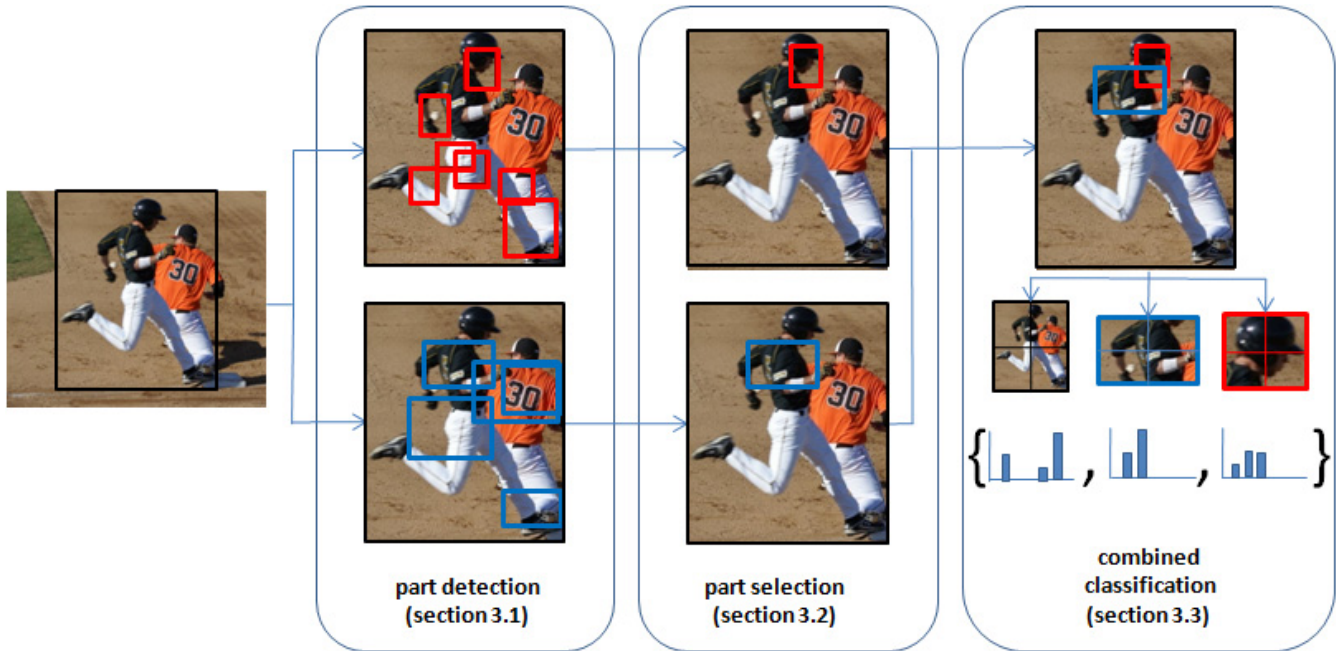 30
30
30
30
30
30
30
{ , , }
part detection
(section 3.1)
part selection
(section 3.2)
combined
classification
(section 3.3)